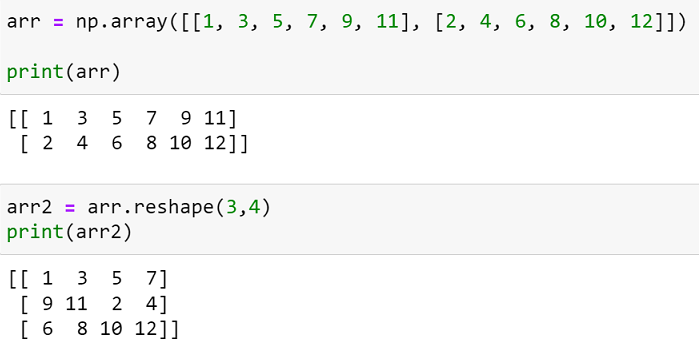 arr = np.array([[1, 3, 5, 7, 9, 11], [2, 4, 6, 8, 10, 12]])
print(arr)
[[ 1  3  5  7  9 11]
 [ 2  4  6  8 10 12]]
arr2 = arr.reshape(3,4)
print(arr2)
[[ 1  3  5  7]
 [ 9 11  2  4]
 [ 6  8 10 12]]